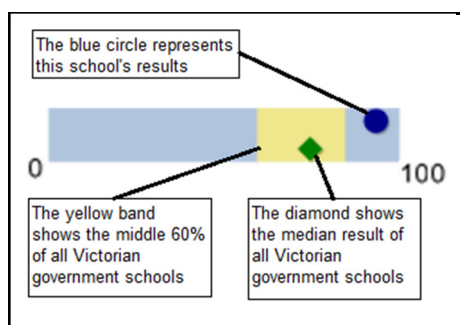 The blue circle represents
this school's results
0
100
The yellow band
shows the middle 60%
of all Victorian
government schools
The diamond shows
the median result of
all Victorian
government schools